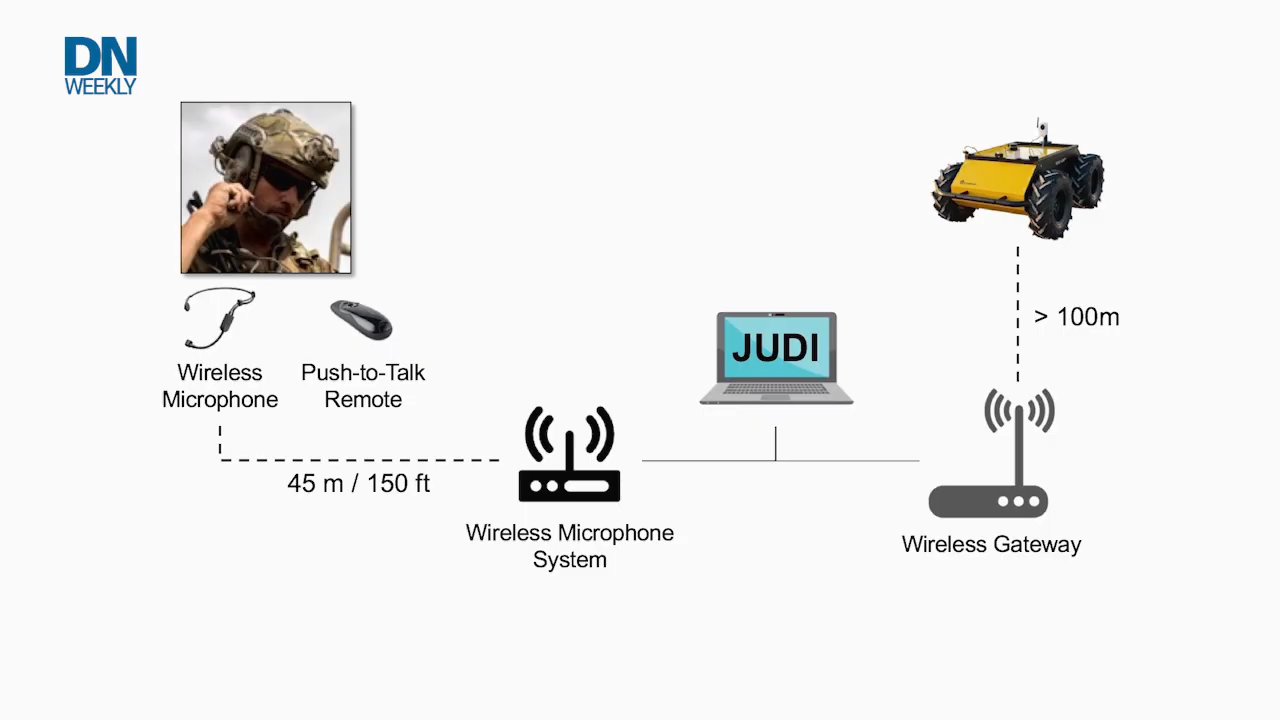 DN
WEEKLY
Wireless
Microphone
Push-to-Talk
Remote
45 m / 150 ft
Wireless Microphone
System
JUDI
> 100m
Wireless Gateway